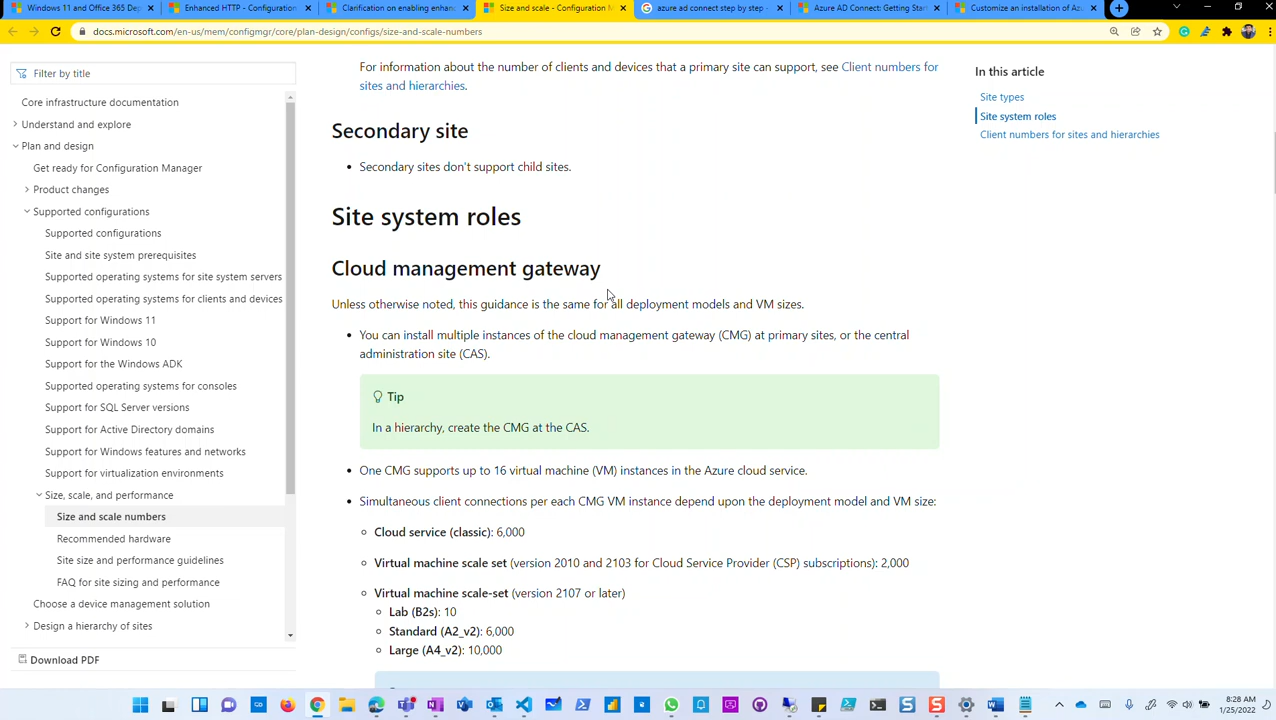 Windows 11 and Office 365 Dep
Enhanced HTTP - Configuration
Clarification on enabling enhanc
Size and scale - Configuration M
azure ad connect step by step -
Azure AD Connect: Getting Start
Customize an installation of Azu
docs.microsoft.com/en-us/mem/configmgr/core/plan-design/configs/size-and-scale-numbers
Filter by title
Core infrastructure documentation
Understand and explore
Plan and design
Get ready for Configuration Manager
Product changes
Supported configurations
Supported configurations
Site and site system prerequisites
Supported operating systems for site system servers
Supported operating systems for clients and devices
Support for Windows 11
Support for Windows 10
Support for the Windows ADK
Supported operating systems for consoles
Support for SQL Server versions
Support for Active Directory domains
Support for Windows features and networks
Support for virtualization environments
Size, scale, and performance
Size and scale numbers
Recommended hardware
Site size and performance guidelines
FAQ for site sizing and performance
Choose a device management solution
Design a hierarchy of sites
Download PDF
For information about the number of clients and devices that a primary site can support, see Client numbers for
sites and hierarchies.
Secondary site
Secondary sites don't support child sites.
Site system roles
Cloud management gateway
Unless otherwise noted, this guidance is the same for all deployment models and VM sizes.
You can install multiple instances of the cloud management gateway (CMG) at primary sites, or the central
administration site (CAS).
Tip
In a hierarchy, create the CMG at the CAS.
One CMG supports up to 16 virtual machine (VM) instances in the Azure cloud service.
Simultaneous client connections per each CMG VM instance depend upon the deployment model and VM size:
Cloud service (classic): 6,000
Virtual machine scale set (version 2010 and 2103 for Cloud Service Provider (CSP) subscriptions): 2,000
Virtual machine scale-set (version 2107 or later)
Lab (B2s): 10
Standard (A2_v2): 6,000
Large (A4_v2): 10,000
In this article
Site types
Site system roles
Client numbers for sites and hierarchies
8:28 AM
1/25/2022